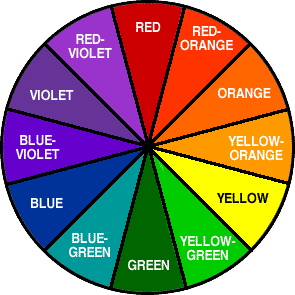 RED
RED-
ORANGE
ORANGE
YELLOW-
ORANGE
YELLOW
YELLOW-
GREEN
GREEN
BLUE-
GREEN
BLUE
BLUE-
VIOLET
VIOLET
RED-
VIOLET